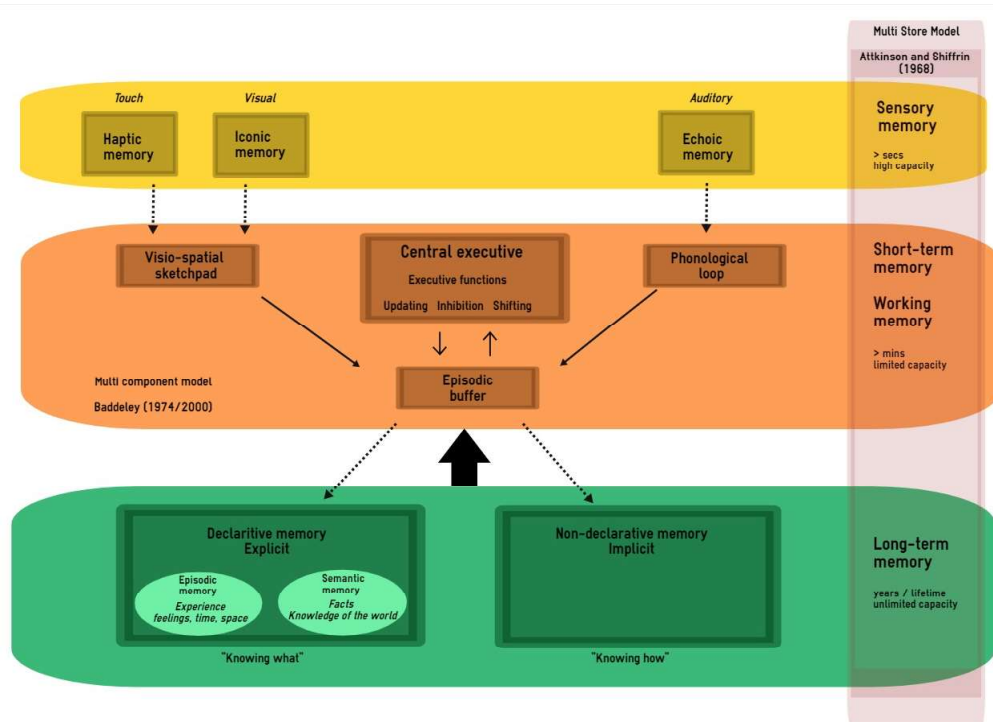 Multi Store Model
Attkinson and Shiffrin
(1968)
Touch
Visual
Auditory
Haptic
memory
Iconic
memory
Echoic
memory
Sensory
memory
> secs
high capacity
Visio-spatial
sketchpad
Central executive
Executive functions
Updating Inhibition Shifting
Phonological
loop
Short-term
memory
Working
memory
> mins
limited capacity
Episodic
buffer
Multi component model
Baddeley (1974/2000)
Declaritive memory
Explicit
Episodic
memory
Experience
feelings, time, space
Semantic
memory
Facts
Knowledge of the world
"Knowing what"
Non-declarative memory
Implicit
"Knowing how"
Long-term
memory
years / lifetime
unlimited capacity